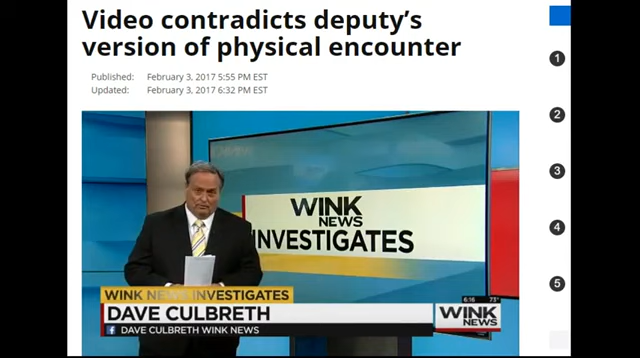 Video contradicts deputy's
version of physical encounter
Published: February 3, 2017 5:55 PM EST
Updated: February 3, 2017 6:32 PM EST
WINK
NEWS
INVESTIGATES
WINK NEWS INVESTIGATES
DAVE CULBRETH
DAVE CULBRETH WINK NEWS
6:16 73°
WINK
NEWS
1
2
3
4
5